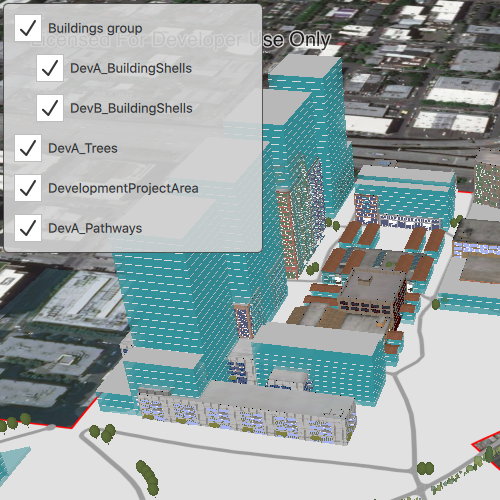 Buildings group
Licensed For Developer Use Only
DevA_BuildingShells
DevB_BuildingShells
DevA_Trees
DevelopmentProjectArea
DevA_Pathways